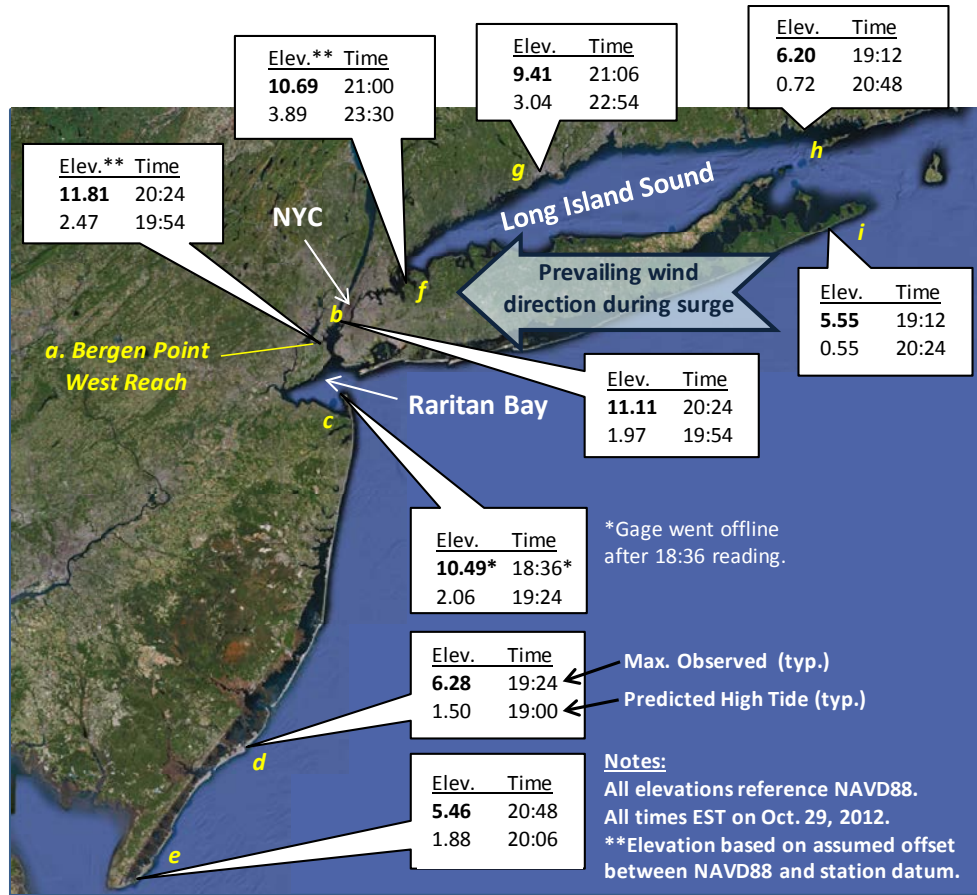 Elev.** Time
10.69 21:00
3.89 23:30
Elev. Time
9.41 21:06
3.04 22:54
Elev. Time
6.20 19:12
0.72 20:48
Elev.** Time
11.81 20:24
2.47 19:54
NYC
g
h
Long Island Sound
i
f
Prevailing wind
direction during surge
b
a. Bergen Point
West Reach
Elev. Time
5.55 19:12
0.55 20:24
Raritan Bay
c
Elev. Time
11.11 20:24
1.97 19:54
Elev. Time
10.49* 18:36*
2.06 19:24
*Gage went offline
after 18:36 reading.
Elev. Time
6.28 19:24
1.50 19:00
Max. Observed (typ.)
Predicted High Tide (typ.)
d
Elev. Time
5.46 20:48
1.88 20:06
e
Notes:
All elevations reference NAVD88.
All times EST on Oct. 29, 2012.
**Elevation based on assumed offset
between NAVD88 and station datum.